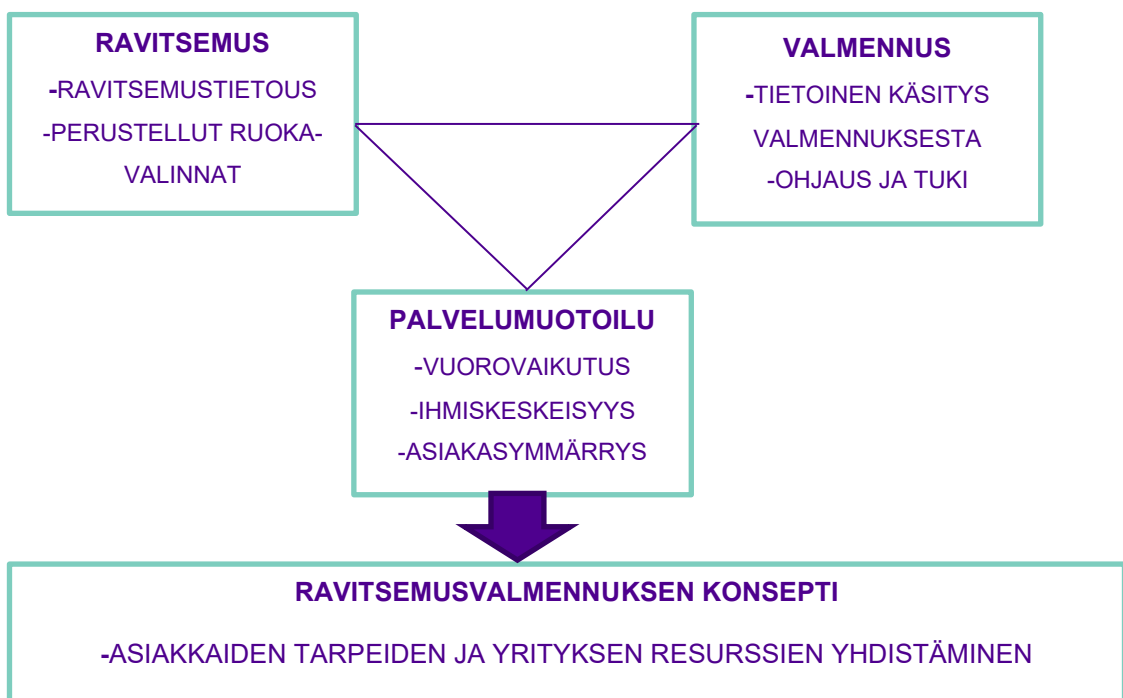 RAVITSEMUS
-RAVITSEMUSTIETOUS
-PERUSTELLUT RUOKA-
VALINNAT
VALMENNUS
-TIETOINEN KÄSITYS
VALMENNUKSESTA
-OHJAUS JA TUKI
PALVELUMUOTOILU
-VUOROVAIKUTUS
-IHMISKESKEISYYS
-ASIAKASYMMÄRRYS
RAVITSEMUSVALMENNUKSEN KONSEPTI
-ASIAKKAIDEN TARPEIDEN JA YRITYKSEN RESURSSIEN YHDISTÄMINEN